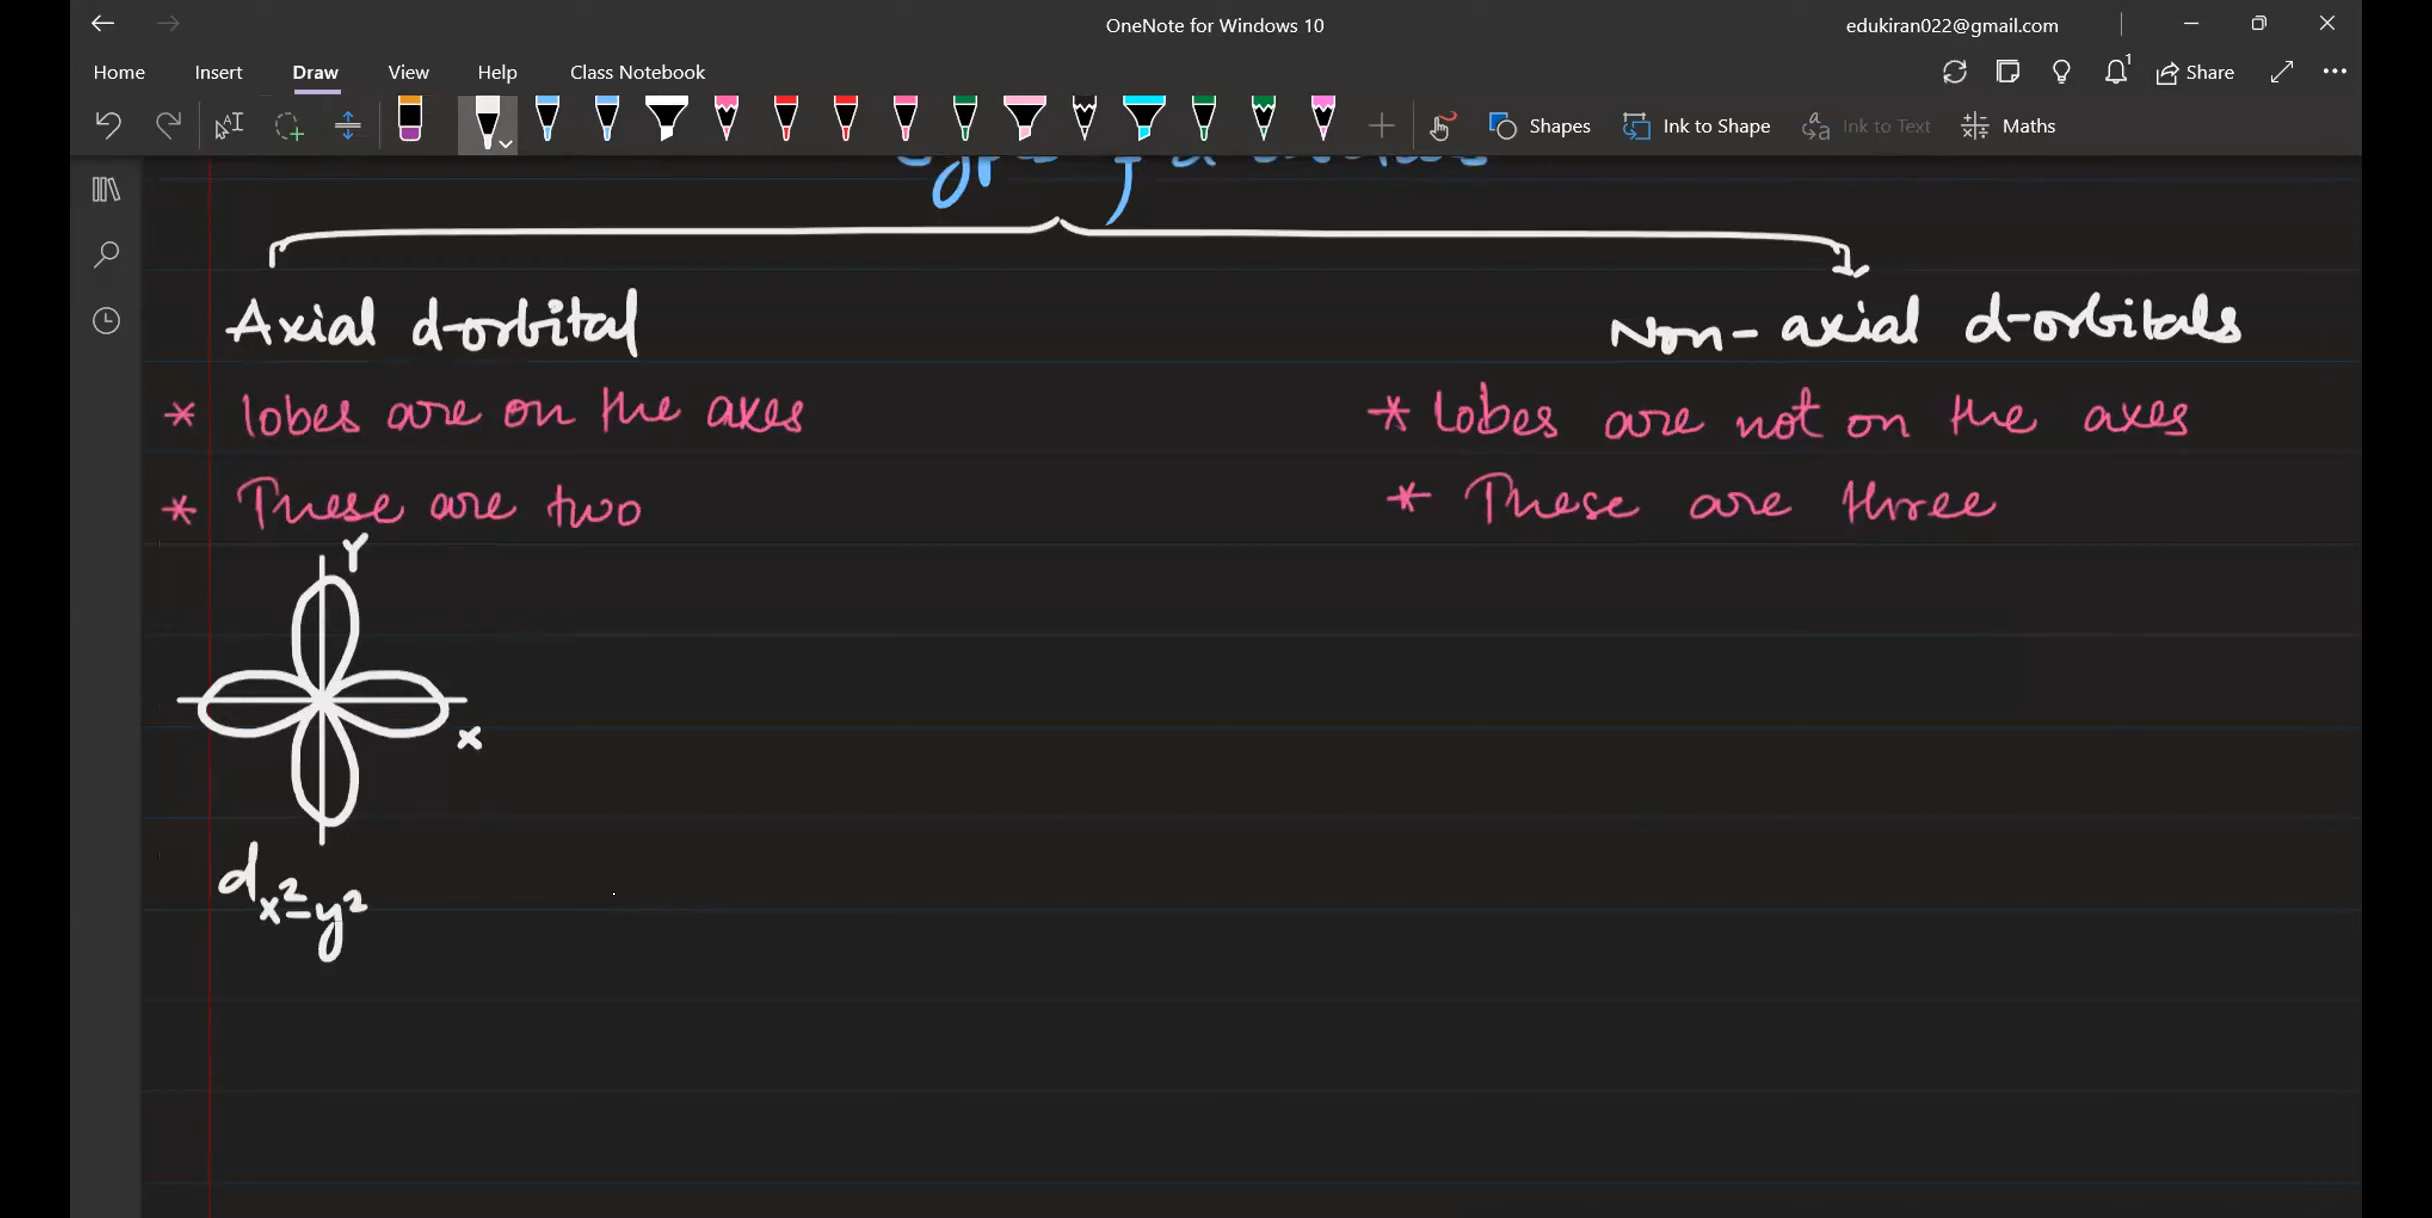 OneNote for Windows 10
edukiran022@gmail.com
Home Insert Draw View Help Class Notebook
1 Share
Shapes Ink to Shape Ink to Text Maths
Axial d-orbital
Non-axial d-orbitals
* lobes are on the axes
* lobes are not on the axes
* These are two
* These are three
Y
x
dx²-y²